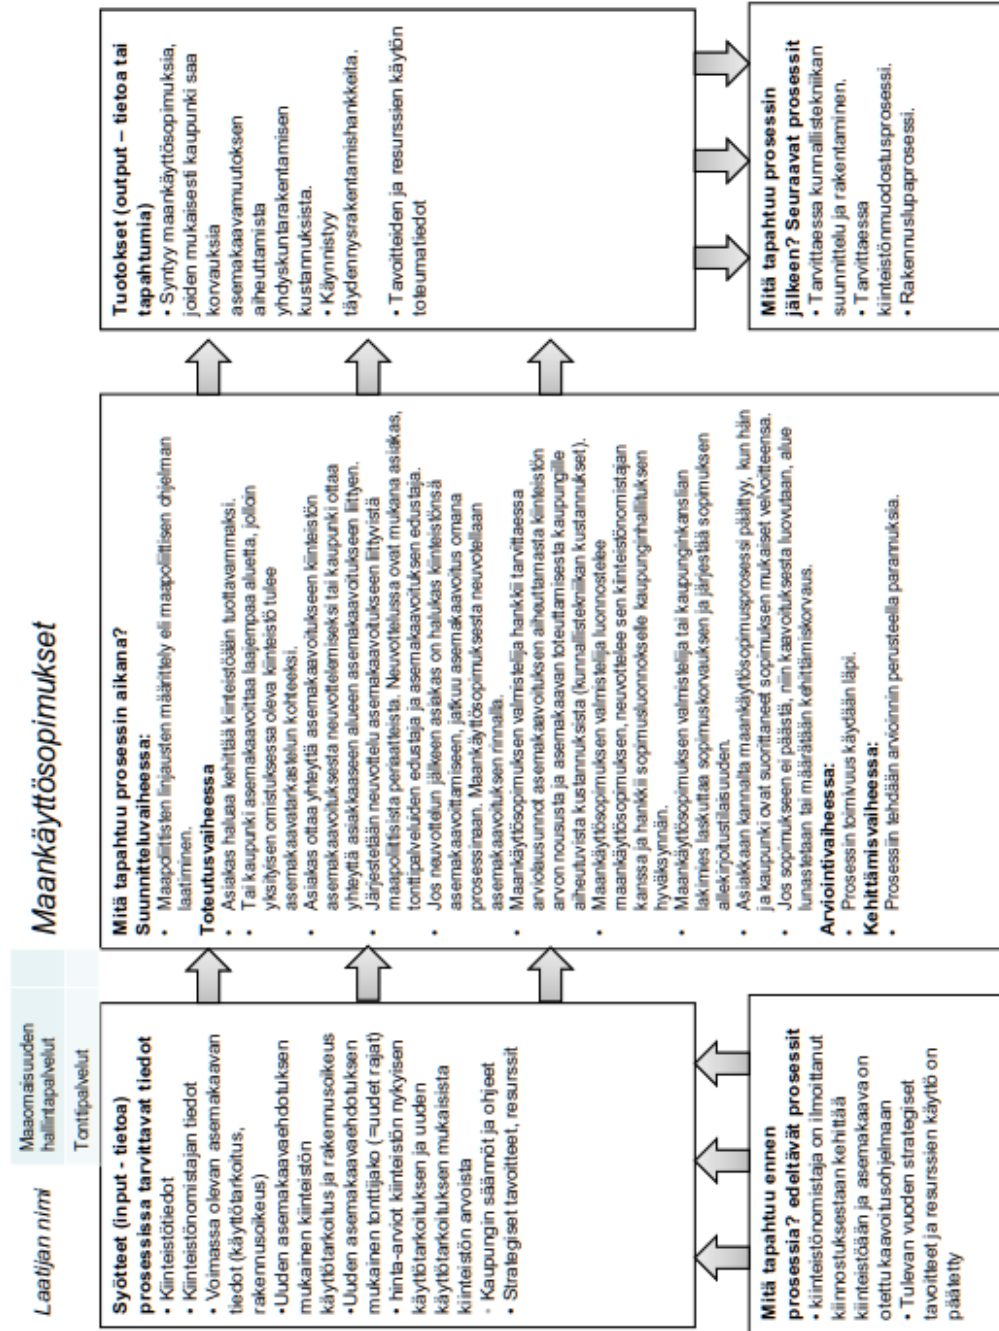 Laatijan nimi
Maaomaisuuden
hallintapalvelut
Tonttipalvelut
Maankäyttösopimukset
Syötteet (input - tietoa)
prosessissa tarvittavat tiedot
• Kiinteistötiedot
• Kiinteistönomistajan tiedot
• Voimassa olevan asemakaavan
tiedot (käyttötarkoitus,
rakennusoikeus)
•Uuden asemakaavaehdotuksen
mukainen kiinteistön
käyttötarkoitus ja rakennusoikeus
•Uuden asemakaavaehdotuksen
mukainen tonttijako (=uudet rajat)
• hinta-arviot kiinteistön nykyisen
käyttötarkoituksen ja uuden
käyttötarkoituksen mukaisista
kiinteistön arvoista
• Kaupungin säännöt ja ohjeet
• Strategiset tavoitteet, resurssit
Mitä tapahtuu ennen
prosessia? edeltävät prosessit
• kiinteistönomistaja on ilmoittanut
kiinnostuksestaan kehittää
kiinteistöään ja asemakaava on
otettu kaavoitusohjelmaan
• Tulevan vuoden strategiset
tavoitteet ja resurssien käyttö on
päätetty
Mitä tapahtuu prosessin aikana?
Suunnitteluvaiheessa:
• Maapoliittisten linjausten määrittely eli maapoliittisen ohjelman
laatiminen.
Toteutusvaiheessa
• Asiakas haluaa kehittää kiinteistöään tuottavammaksi.
• Tai kaupunki asemakaavoittaa laajempaa aluetta, jolloin
yksityisen omistuksessa oleva kiinteistö tulee
asemakaavatarkastelun kohteeksi.
• Asiakas ottaa yhteyttä asemakaavoitukseen kiinteistön
asemakaavoituksesta neuvottelemiseksi tai kaupunki ottaa
yhteyttä asiakkaaseen alueen asemakaavoitukseen liittyen.
• Järjestetään neuvottelu asemakaavoitukseen liittyvistä
maapoliittisista periaatteista. Neuvottelussa ovat mukana asiakas,
tonttipalveluiden edustaja ja asemakaavoituksen edustaja.
• Jos neuvottelun jälkeen asiakas on halukas kiinteistönsä
asemakaavoittamiseen, jatkuu asemakaavoitus omana
prosessinaan. Maankäyttösopimuksesta neuvotellaan
asemakaavoituksen rinnalla.
• Maankäyttösopimuksen valmistelija hankkii tarvittaessa
arviolausunnot asemakaavoituksen aiheuttamasta kiinteistön
arvon noususta ja asemakaavan toteuttamisesta kaupungille
aiheutuvista kustannuksista (kunnallistekniikan kustannukset).
• Maankäyttösopimuksen valmistelija luonnostelee
maankäyttösopimuksen, neuvottelee sen kiinteistönomistajan
kanssa ja hankkii sopimusluonnokselle kaupunginhallituksen
hyväksynnän.
• Maankäyttösopimuksen valmistelija tai kaupunginkanslian
lakimies laskuttaa sopimuskorvauksen ja järjestää sopimuksen
allekirjoitustilaisuuden.
• Asiakkaan kannalta maankäyttösopimusprosessi päättyy, kun hän
ja kaupunki ovat suorittaneet sopimuksen mukaiset velvoitteensa.
• Jos sopimukseen ei päästä, niin kaavoituksesta luovutaan, alue
lunastetaan tai määrätään kehittämiskorvaus.
Arviointivaiheessa:
• Prosessin toimivuus käydään läpi.
Kehittämisvaiheessa:
• Prosessiin tehdään arvioinnin perusteella parannuksia.
Tuotokset (output – tietoa tai
tapahtumia)
• Syntyy maankäyttösopimuksia,
joiden mukaisesti kaupunki saa
korvauksia
asemakaavamuutoksen
aiheuttamista
yhdyskuntarakentamisen
kustannuksista.
• Käynnistyy
täydennysrakentamishankkeita.
• Tavoitteiden ja resurssien käytön
toteumatiedot
Mitä tapahtuu prosessin
jälkeen? Seuraavat prosessit
• Tarvittaessa kunnallistekniikan
suunnittelu ja rakentaminen.
• Tarvittaessa
kiinteistönmuodostusprosessi.
• Rakennuslupaprosessi.